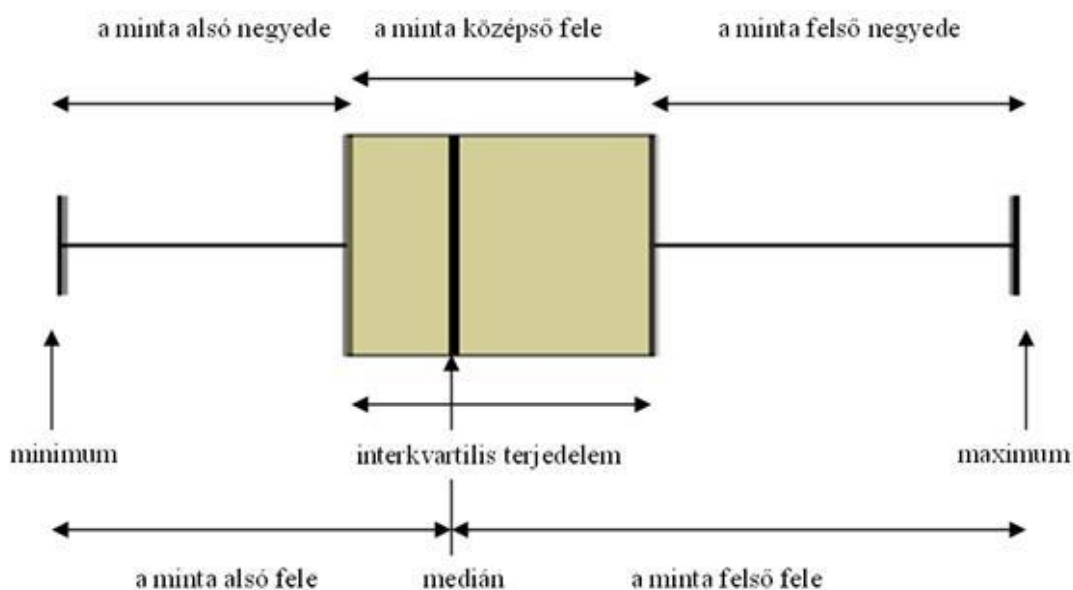 a minta alsó negyede a minta középső fele a minta felső negyede
minimum interkvartilis terjedelem maximum
a minta alsó fele medián a minta felső fele